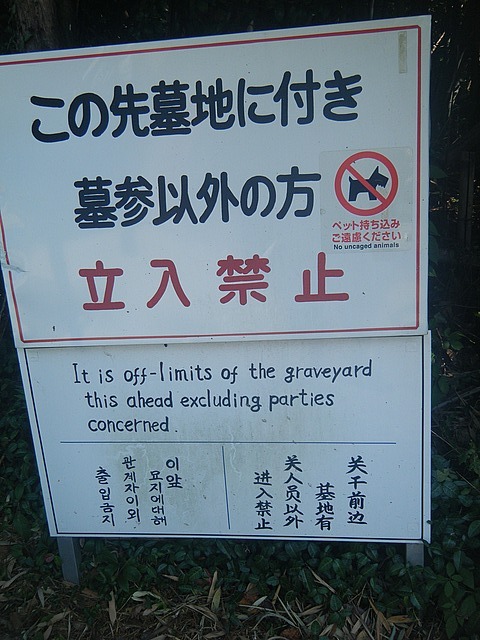 この先墓地に付き
墓参以外の方
立入禁止
ペット持ち込み
ご遠慮ください
No uncaged animals
It is off-limits of the graveyard
this ahead excluding parties
concerned.
关于前边
墓地有
关人员以外
进入禁止
이앞
묘지에대해
관계자이외
출입금지